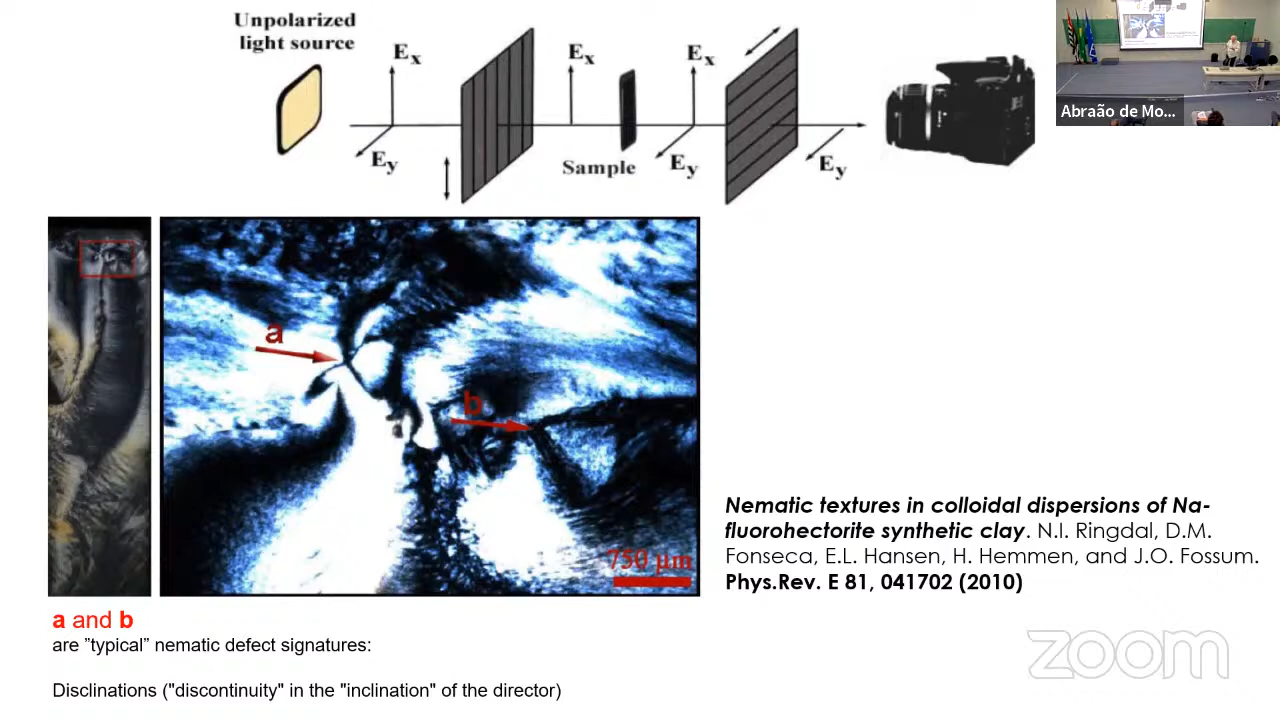 Unpolarized
light source
Ex
Ex
Ex
Ey
Sample
Ey
Ey
Abraão de Mo...
a
b
750 µm
Nematic textures in colloidal dispersions of Na-
fluorohectorite synthetic clay. N.I. Ringdal, D.M.
Fonseca, E.L. Hansen, H. Hemmen, and J.O. Fossum.
Phys.Rev. E 81, 041702 (2010)
a and b
are ”typical” nematic defect signatures:
Disclinations ("discontinuity" in the "inclination" of the director)
zoom